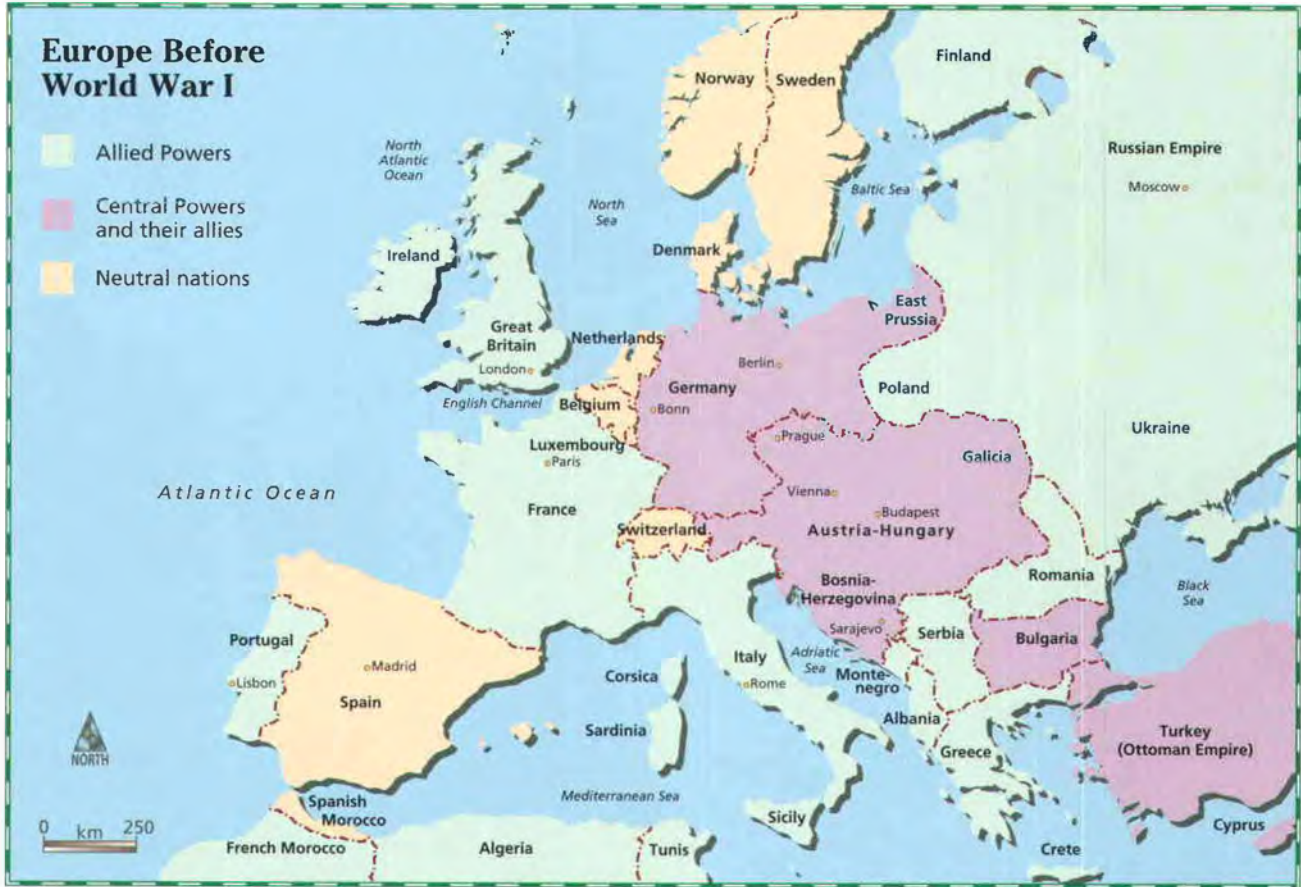 Europe Before
World War I
Allied Powers
Central Powers
and their allies
Neutral nations
North
Atlantic
Ocean
Norway
Sweden
Finland
Russian Empire
Moscow
Baltic Sea
North
Sea
Denmark
Ireland
Great
Britain
London
English Channel
Netherlands
Belgium
Luxembourg
Paris
East
Prussia
Berlin
Germany
Bonn
Poland
Prague
Ukraine
Galicia
Vienna
Budapest
Austria-Hungary
Atlantic Ocean
France
Switzerland
Bosnia-
Herzegovina
Sarajevo
Romania
Black
Sea
Serbia
Bulgaria
Portugal
Lisbon
Madrid
Spain
Corsica
Sardinia
Italy
Rome
Adriatic
Sea
Monte-
negro
Albania
Greece
Turkey
(Ottoman Empire)
NORTH
0 km 250
Spanish
Morocco
French Morocco
Algeria
Tunis
Mediterranean Sea
Sicily
Crete
Cyprus